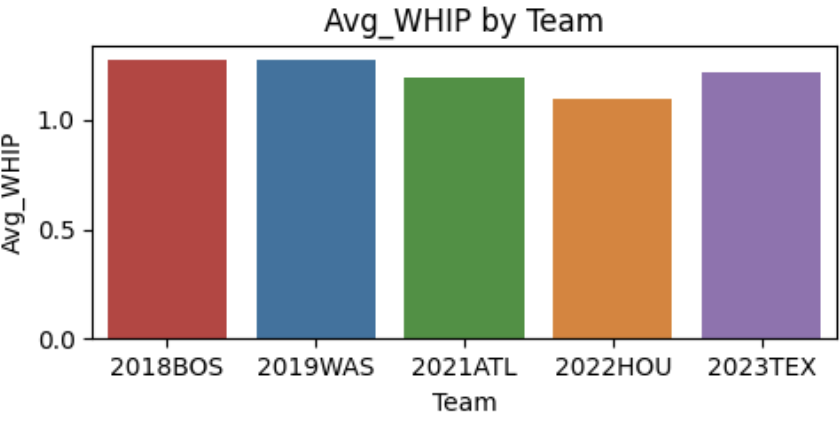 Avg_WHIP by Team
Avg_WHIP
1.0
0.5
0.0
2018BOS 2019WAS 2021ATL 2022HOU 2023TEX
Team